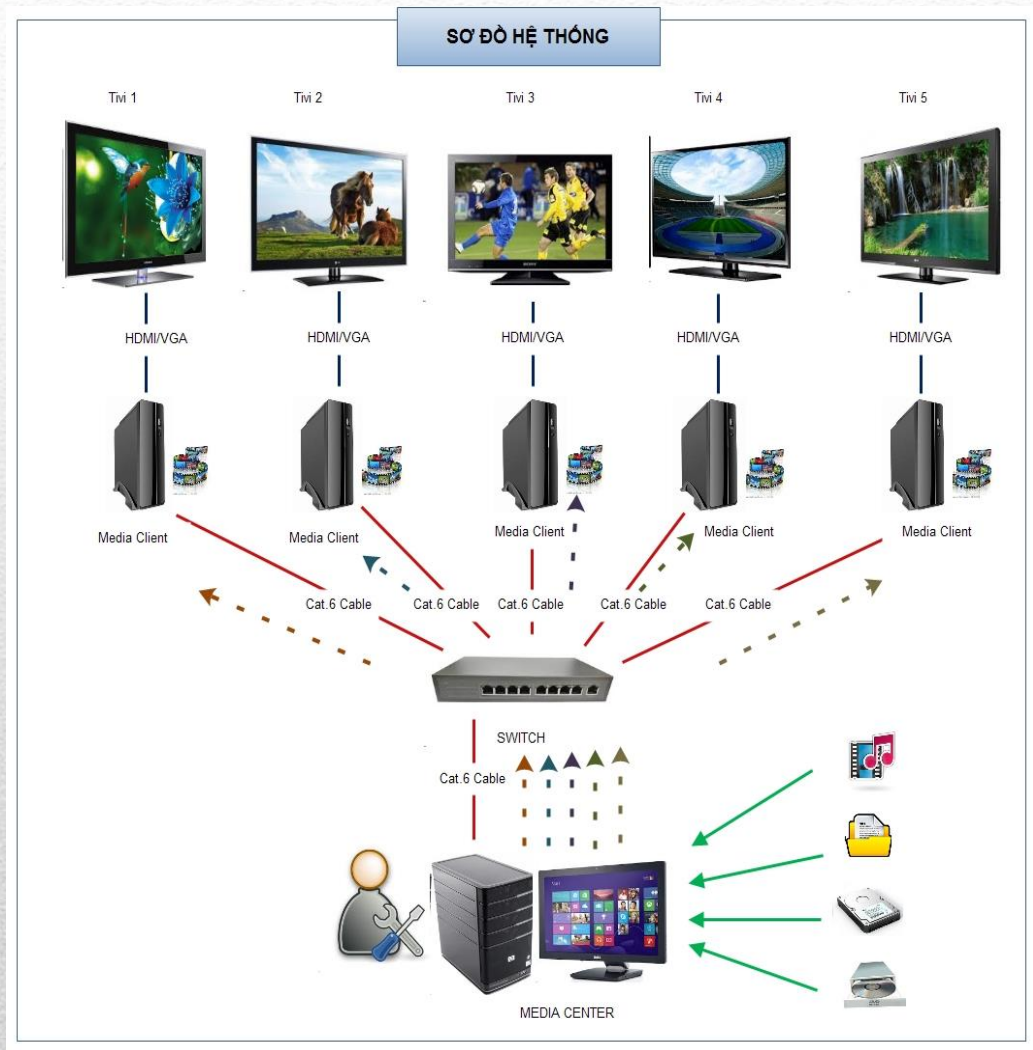 SƠ ĐỒ HỆ THỐNG
Tivi 1
Tivi 2
Tivi 3
Tivi 4
Tivi 5
HDMI/VGA
HDMI/VGA
HDMI/VGA
HDMI/VGA
HDMI/VGA
Media Client
Media Client
Media Client
Media Client
Media Client
Cat.6 Cable
Cat.6 Cable
Cat.6 Cable
Cat.6 Cable
Cat.6 Cable
SWITCH
Cat.6 Cable
MEDIA CENTER